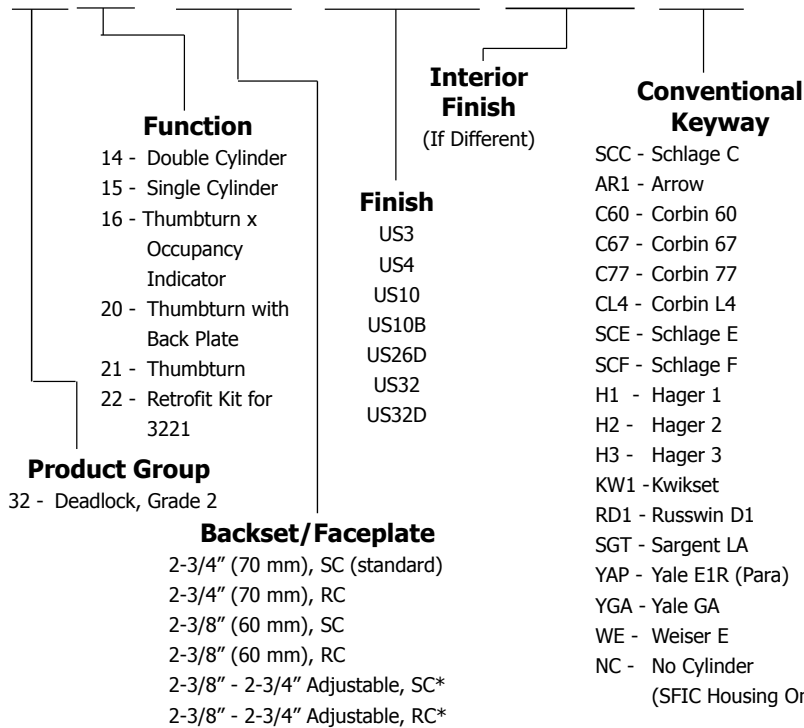 Function
14 - Double Cylinder
15 - Single Cylinder
16 - Thumbturn x
Occupancy
Indicator
20 - Thumbturn with
Back Plate
21 - Thumbturn
22 - Retrofit Kit for
3221
Product Group
32 - Deadlock, Grade 2
Backset/Faceplate
2-3/4” (70 mm), SC (standard)
2-3/4” (70 mm), RC
2-3/8” (60 mm), SC
2-3/8” (60 mm), RC
2-3/8” - 2-3/4” Adjustable, SC*
2-3/8” - 2-3/4” Adjustable, RC*
Finish
US3
US4
US10
US10B
US26D
US32
US32D
Interior
Finish
(If Different)
Conventional
Keyway
SCC - Schlage C
AR1 - Arrow
C60 - Corbin 60
C67 - Corbin 67
C77 - Corbin 77
CL4 - Corbin L4
SCE - Schlage E
SCF - Schlage F
H1 - Hager 1
H2 - Hager 2
H3 - Hager 3
KW1 -Kwikset
RD1 - Russwin D1
SGT - Sargent LA
YAP - Yale E1R (Para)
YGA - Yale GA
WE - Weiser E
NC - No Cylinder
(SFIC Housing